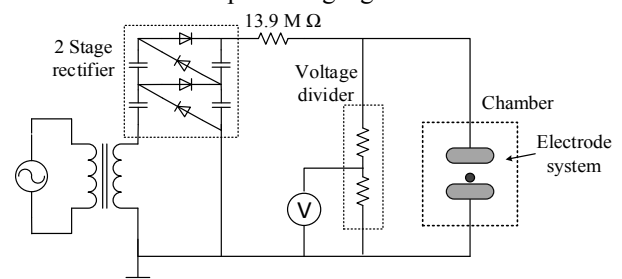 13.9 M Ω
2 Stage
rectifier
Voltage
divider
Chamber
Electrode
system
V